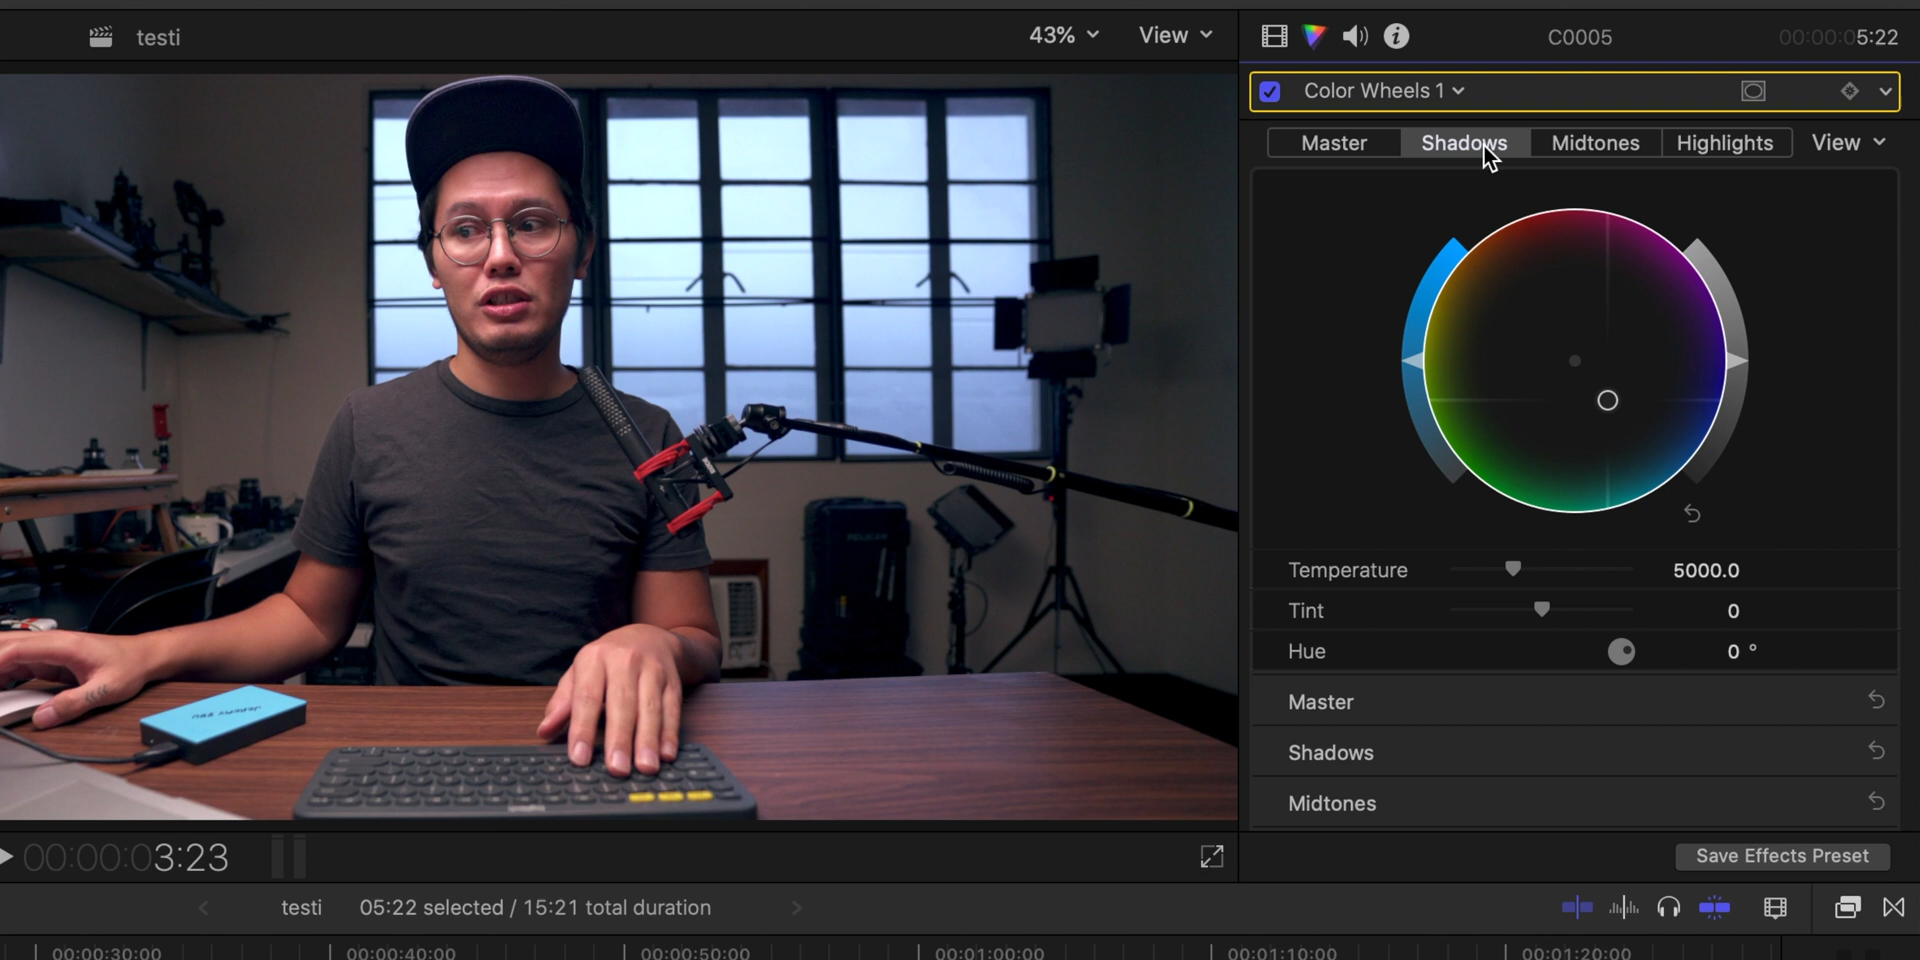 testi
43%
View
C0005
00:00:05:22
Color Wheels 1
Master
Shadows
Midtones
Highlights
View
Temperature
5000.0
Tint
0
Hue
0 °
Master
Shadows
Midtones
PELICAN
00:00:03:23
Save Effects Preset
testi
05:22 selected / 15:21 total duration
00:00:30:00
00:00:40:00
00:00:50:00
00:01:00:00
00:01:10:00
00:01:20:00